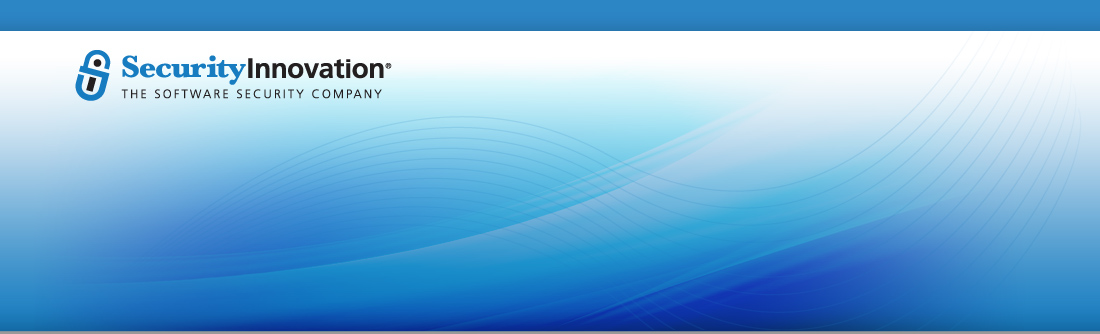 SecurityInnovation®
THE SOFTWARE SECURITY COMPANY